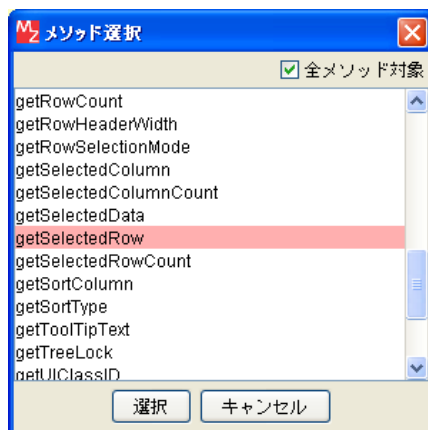 MZ メソッド選択
全メソッド対象
getRowCount
getRowHeaderWidth
getRowSelectionMode
getSelectedColumn
getSelectedColumnCount
getSelectedData
getSelectedRow
getSelectedRowCount
getSortColumn
getSortType
getToolTipText
getTreeLock
getUIClassID
選択 キャンセル